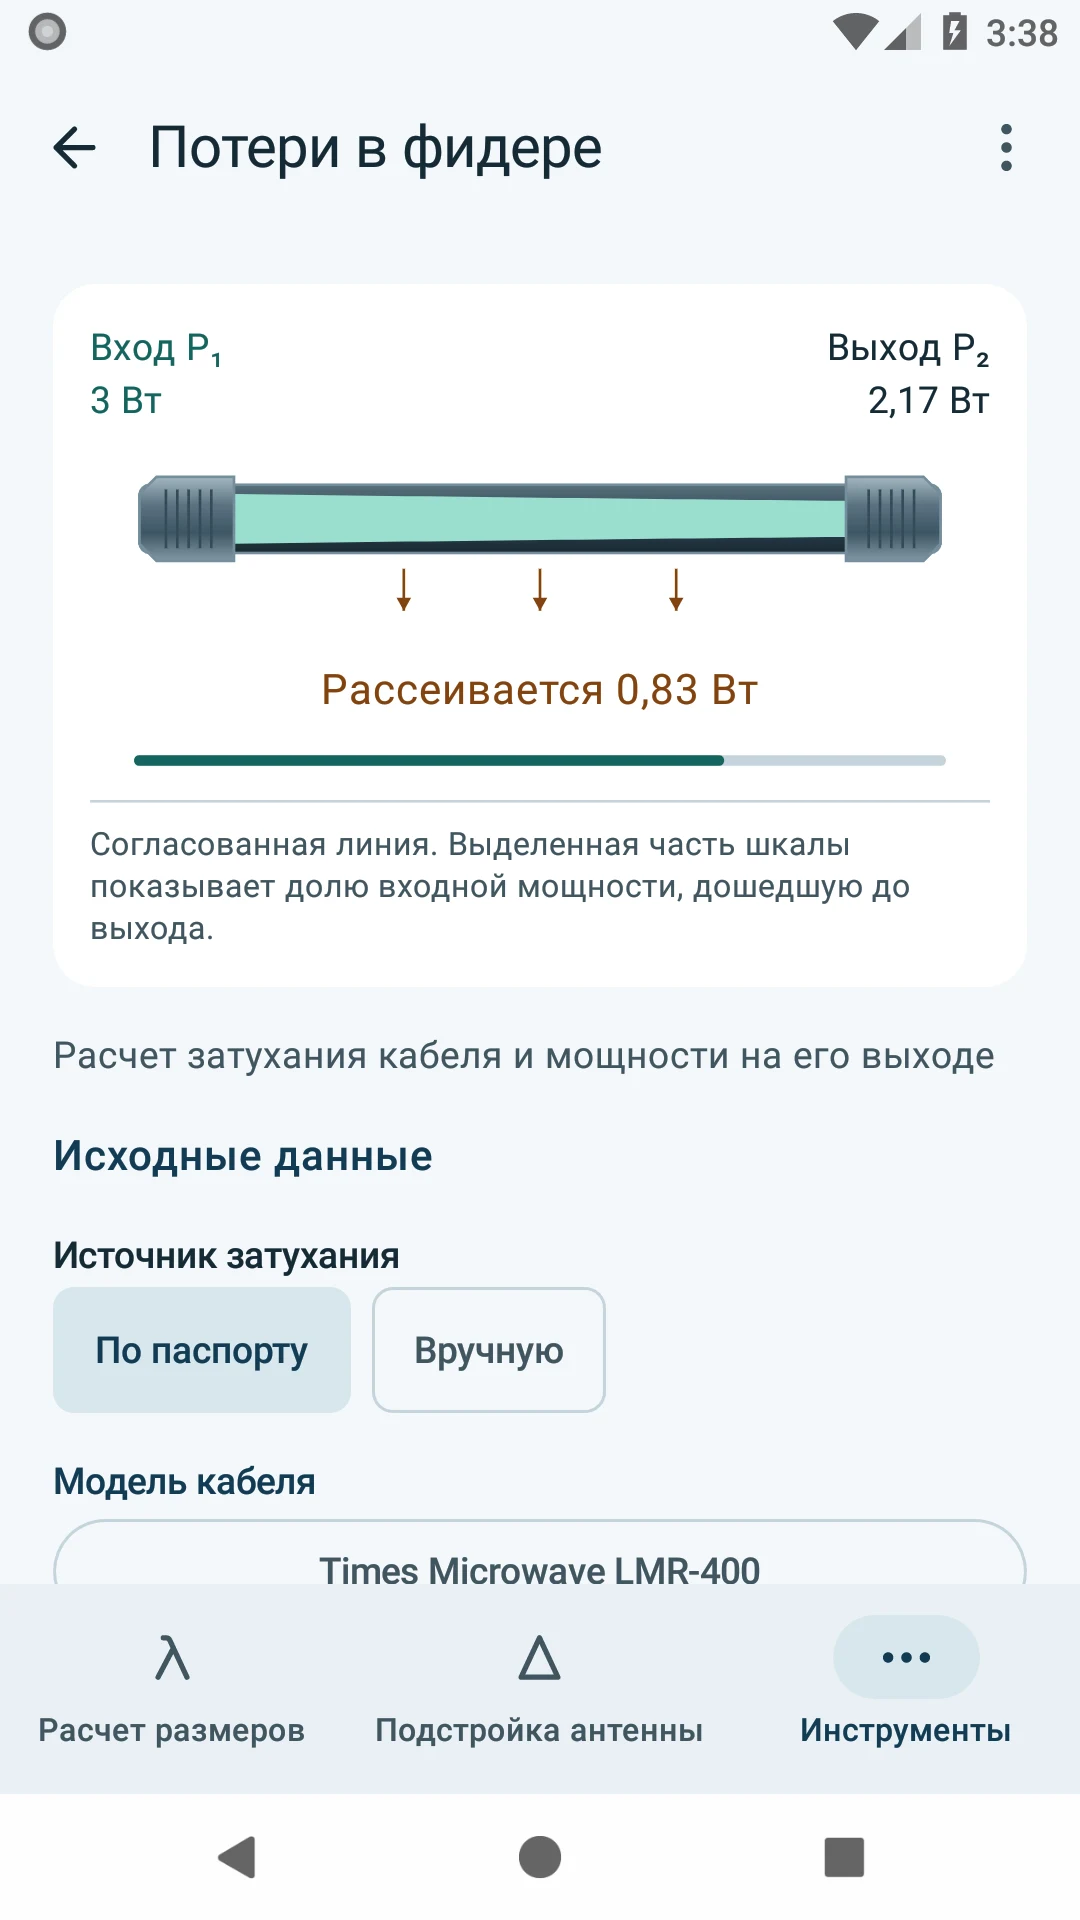 3:38
Потери в фидере
Вход P₁
3 Вт
Выход P₂
2,17 Вт
Рассеивается 0,83 Вт
Согласованная линия. Выделенная часть шкалы
показывает долю входной мощности, дошедшую до
выхода.
Расчет затухания кабеля и мощности на его выходе
Исходные данные
Источник затухания
По паспорту
Вручную
Модель кабеля
Times Microwave LMR-400
λ
Δ
Расчет размеров
Подстройка антенны
Инструменты